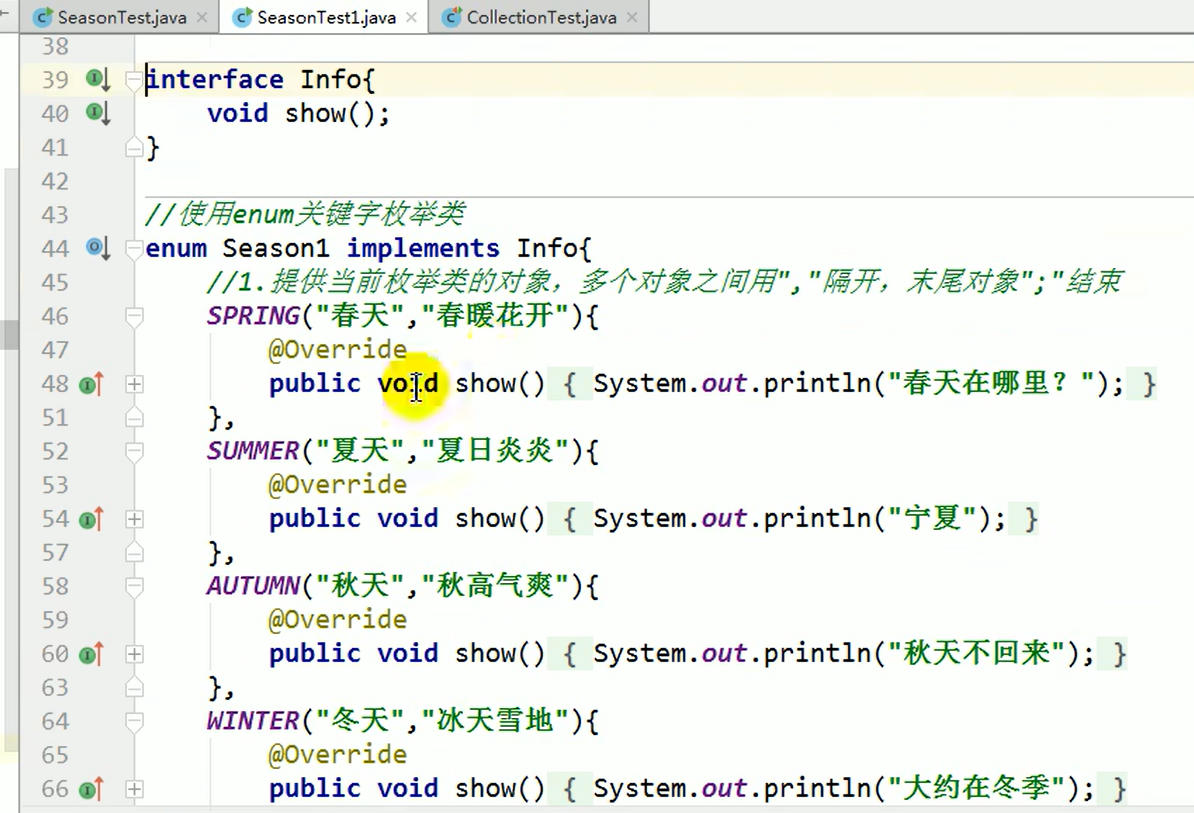 SeasonTest.java SeasonTest1.java CollectionTest.java
38
39 interface Info{
40 void show();
41 }
42
43 //使用enum关键字枚举类
44 enum Season1 implements Info{
45 //1.提供当前枚举类的对象，多个对象之间用","隔开，末尾对象";"结束
46 SPRING("春天","春暖花开"){
47 @Override
48 public void show() { System.out.println("春天在哪里？"); }
51 },
52 SUMMER("夏天","夏日炎炎"){
53 @Override
54 public void show() { System.out.println("宁夏"); }
57 },
58 AUTUMN("秋天","秋高气爽"){
59 @Override
60 public void show() { System.out.println("秋天不回来"); }
63 },
64 WINTER("冬天","冰天雪地"){
65 @Override
66 public void show() { System.out.println("大约在冬季"); }